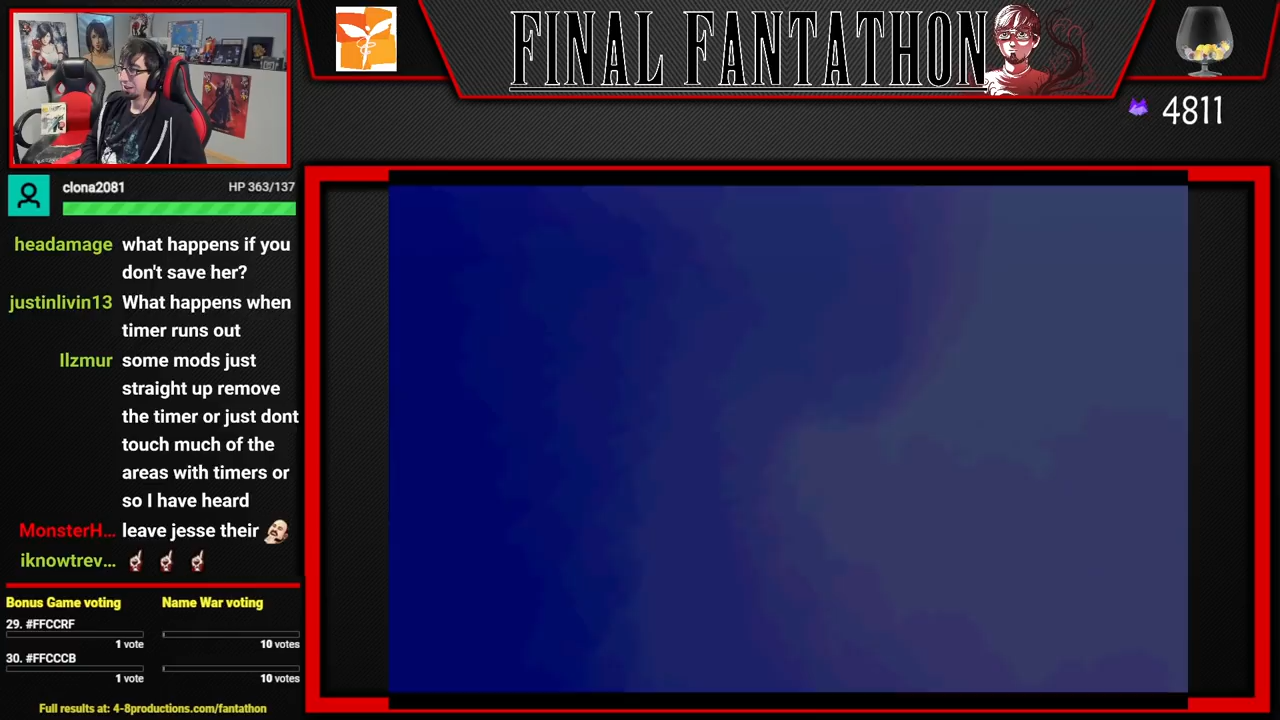 FINAL FANTATHON
4811
clona2081 HP 363/137
headamage what happens if you
don't save her?
justinlivin13 What happens when
timer runs out
Ilzmur some mods just
straight up remove
the timer or just dont
touch much of the
areas with timers or
so I have heard
MonsterH... leave jesse their
iknowtrev...
Bonus Game voting Name War voting
29. #FFCCRF
1 vote 10 votes
30. #FFCCCB
1 vote 10 votes
Full results at: 4-8productions.com/fantathon